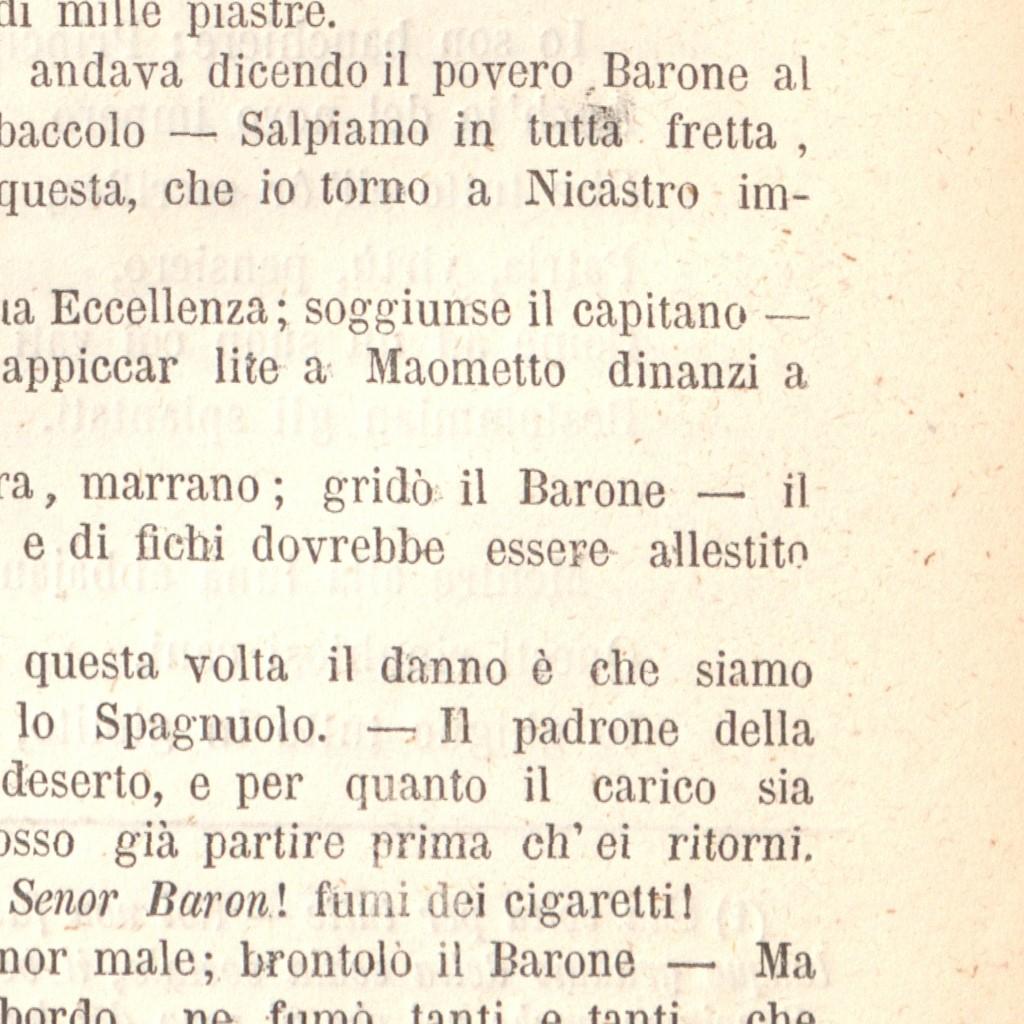 di mille piastre.
andava dicendo il povero Barone al
baccolo — Salpiamo in tutta fretta,
questa, che io torno a Nicastro im-
ua Eccellenza; soggiunse il capitano —
appiccar lite a Maometto dinanzi a
ra, marrano; gridò il Barone — il
e di fichi dovrebbe essere allestito
questa volta il danno è che siamo
lo Spagnuolo. — Il padrone della
deserto, e per quanto il carico sia
osso già partire prima ch' ei ritorni.
Senor Baron! fumi dei cigaretti!
nor male; brontolò il Barone — Ma
bordo, ne fumò tanti e tanti, che